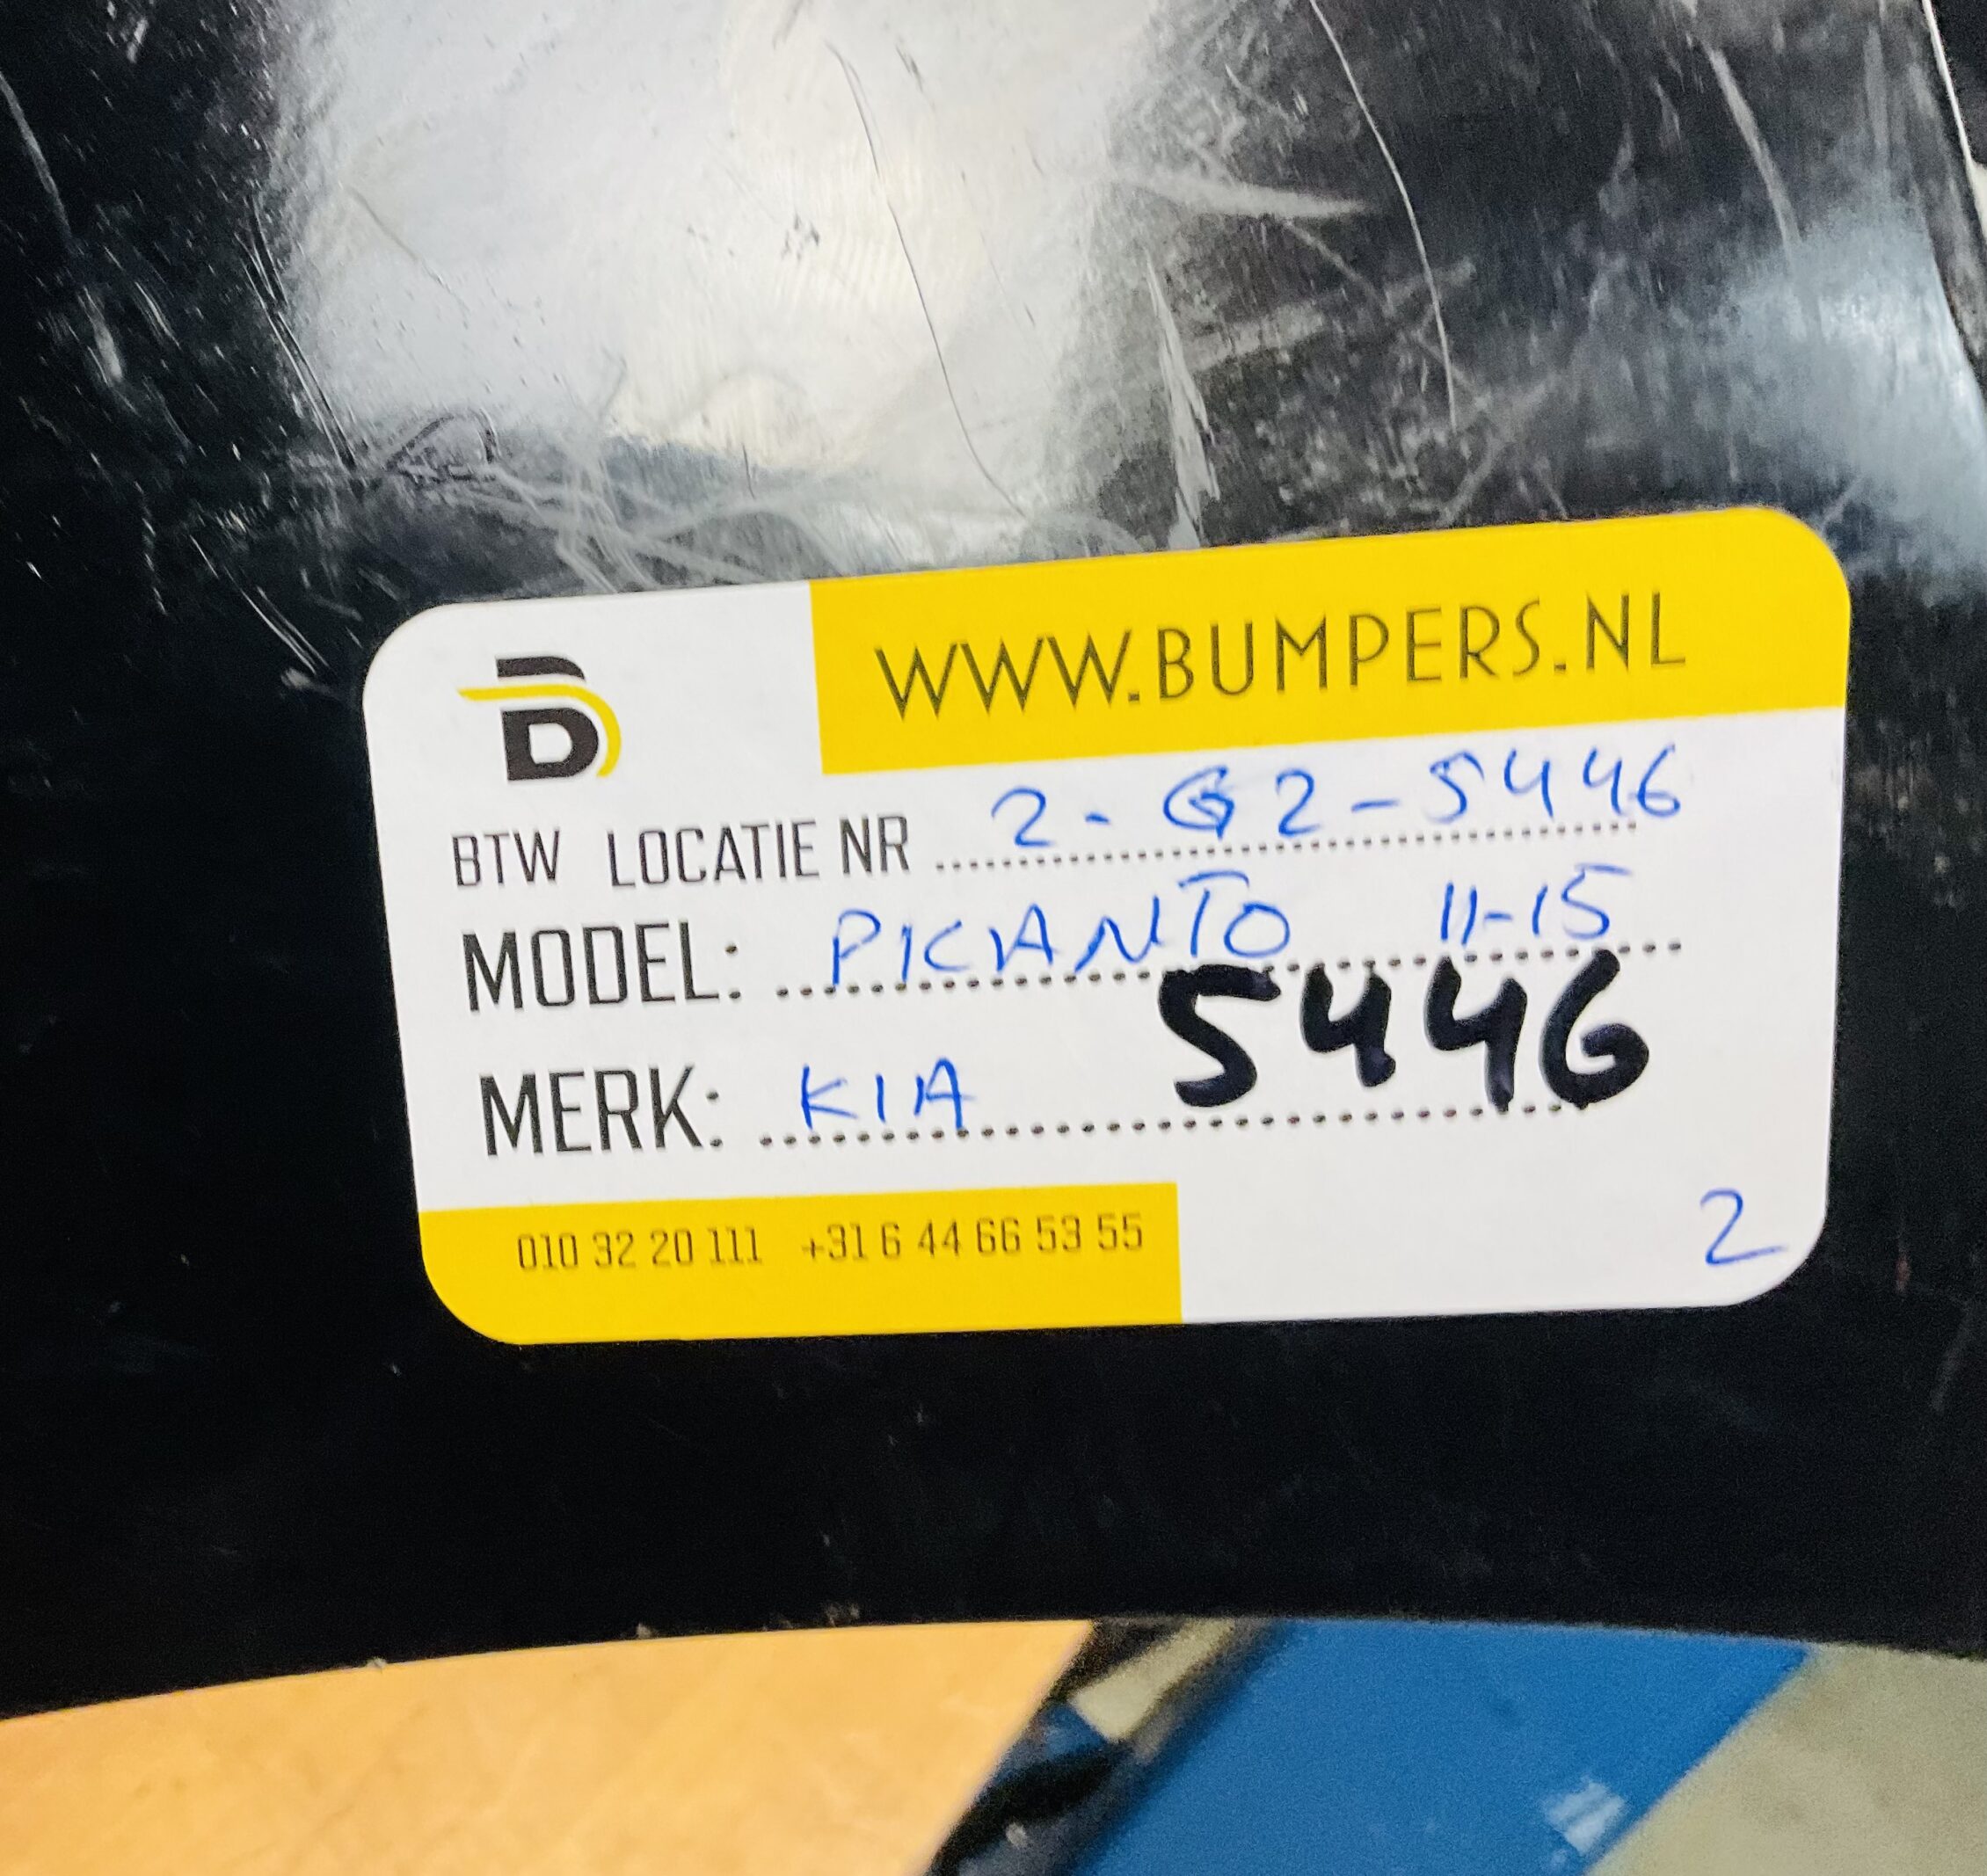 WWW.BUMPERS.NL
B
BTW LOCATIE NR 2-G2-5446
MODEL: PICANTO 11-15
5446
MERK: KIA
2
010 32 20 111 +31 6 44 66 53 55